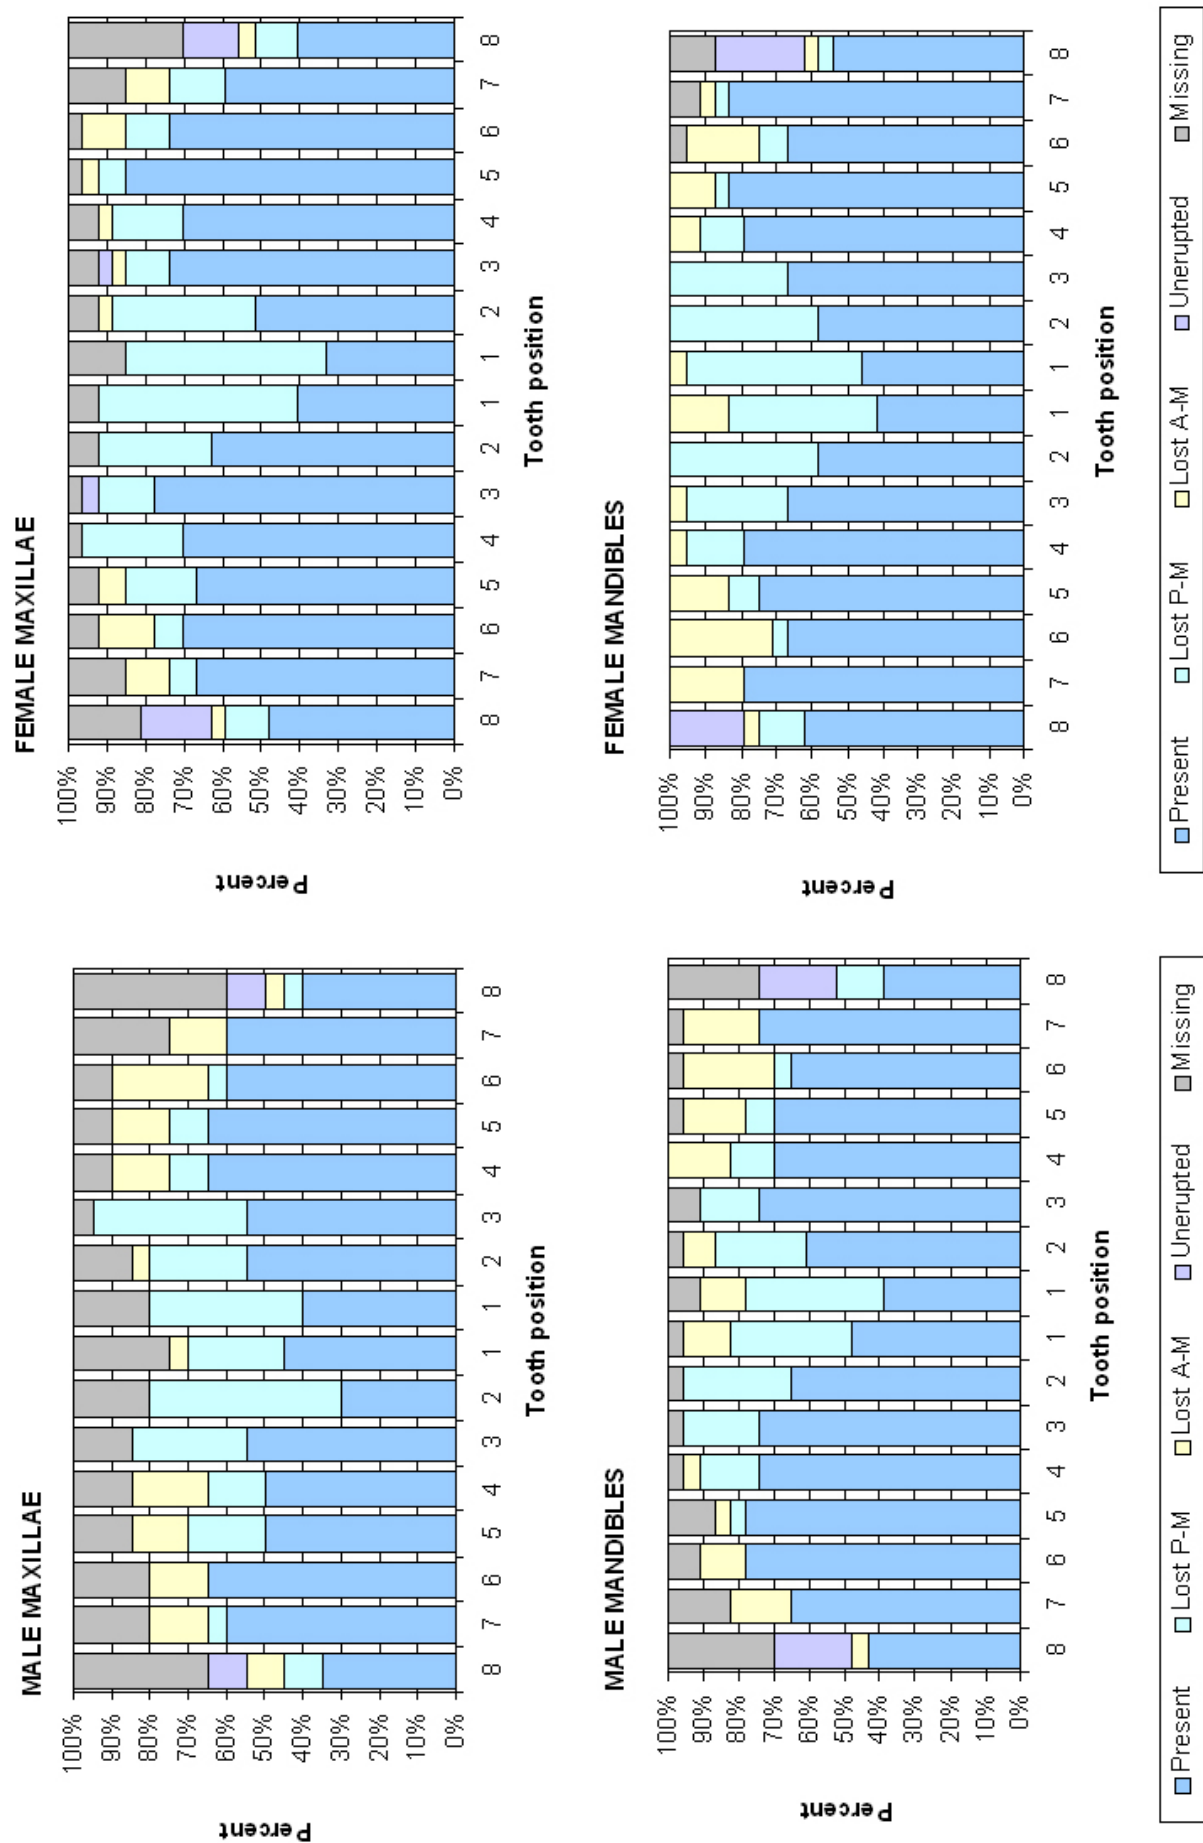 MALE MAXILLAE
100%
90%
80%
70%
60%
50%
40%
30%
20%
10%
0%
Percent
8 7 6 5 4 3 2 1 1 2 3 4 5 6 7 8
Tooth position
FEMALE MAXILLAE
100%
90%
80%
70%
60%
50%
40%
30%
20%
10%
0%
Percent
8 7 6 5 4 3 2 1 1 2 3 4 5 6 7 8
Tooth position
MALE MANDIBLES
100%
90%
80%
70%
60%
50%
40%
30%
20%
10%
0%
Percent
8 7 6 5 4 3 2 1 1 2 3 4 5 6 7 8
Tooth position
Present Lost P-M Lost A-M Unerupted Missing
FEMALE MANDIBLES
100%
90%
80%
70%
60%
50%
40%
30%
20%
10%
0%
Percent
8 7 6 5 4 3 2 1 1 2 3 4 5 6 7 8
Tooth position
Present Lost P-M Lost A-M Unerupted Missing